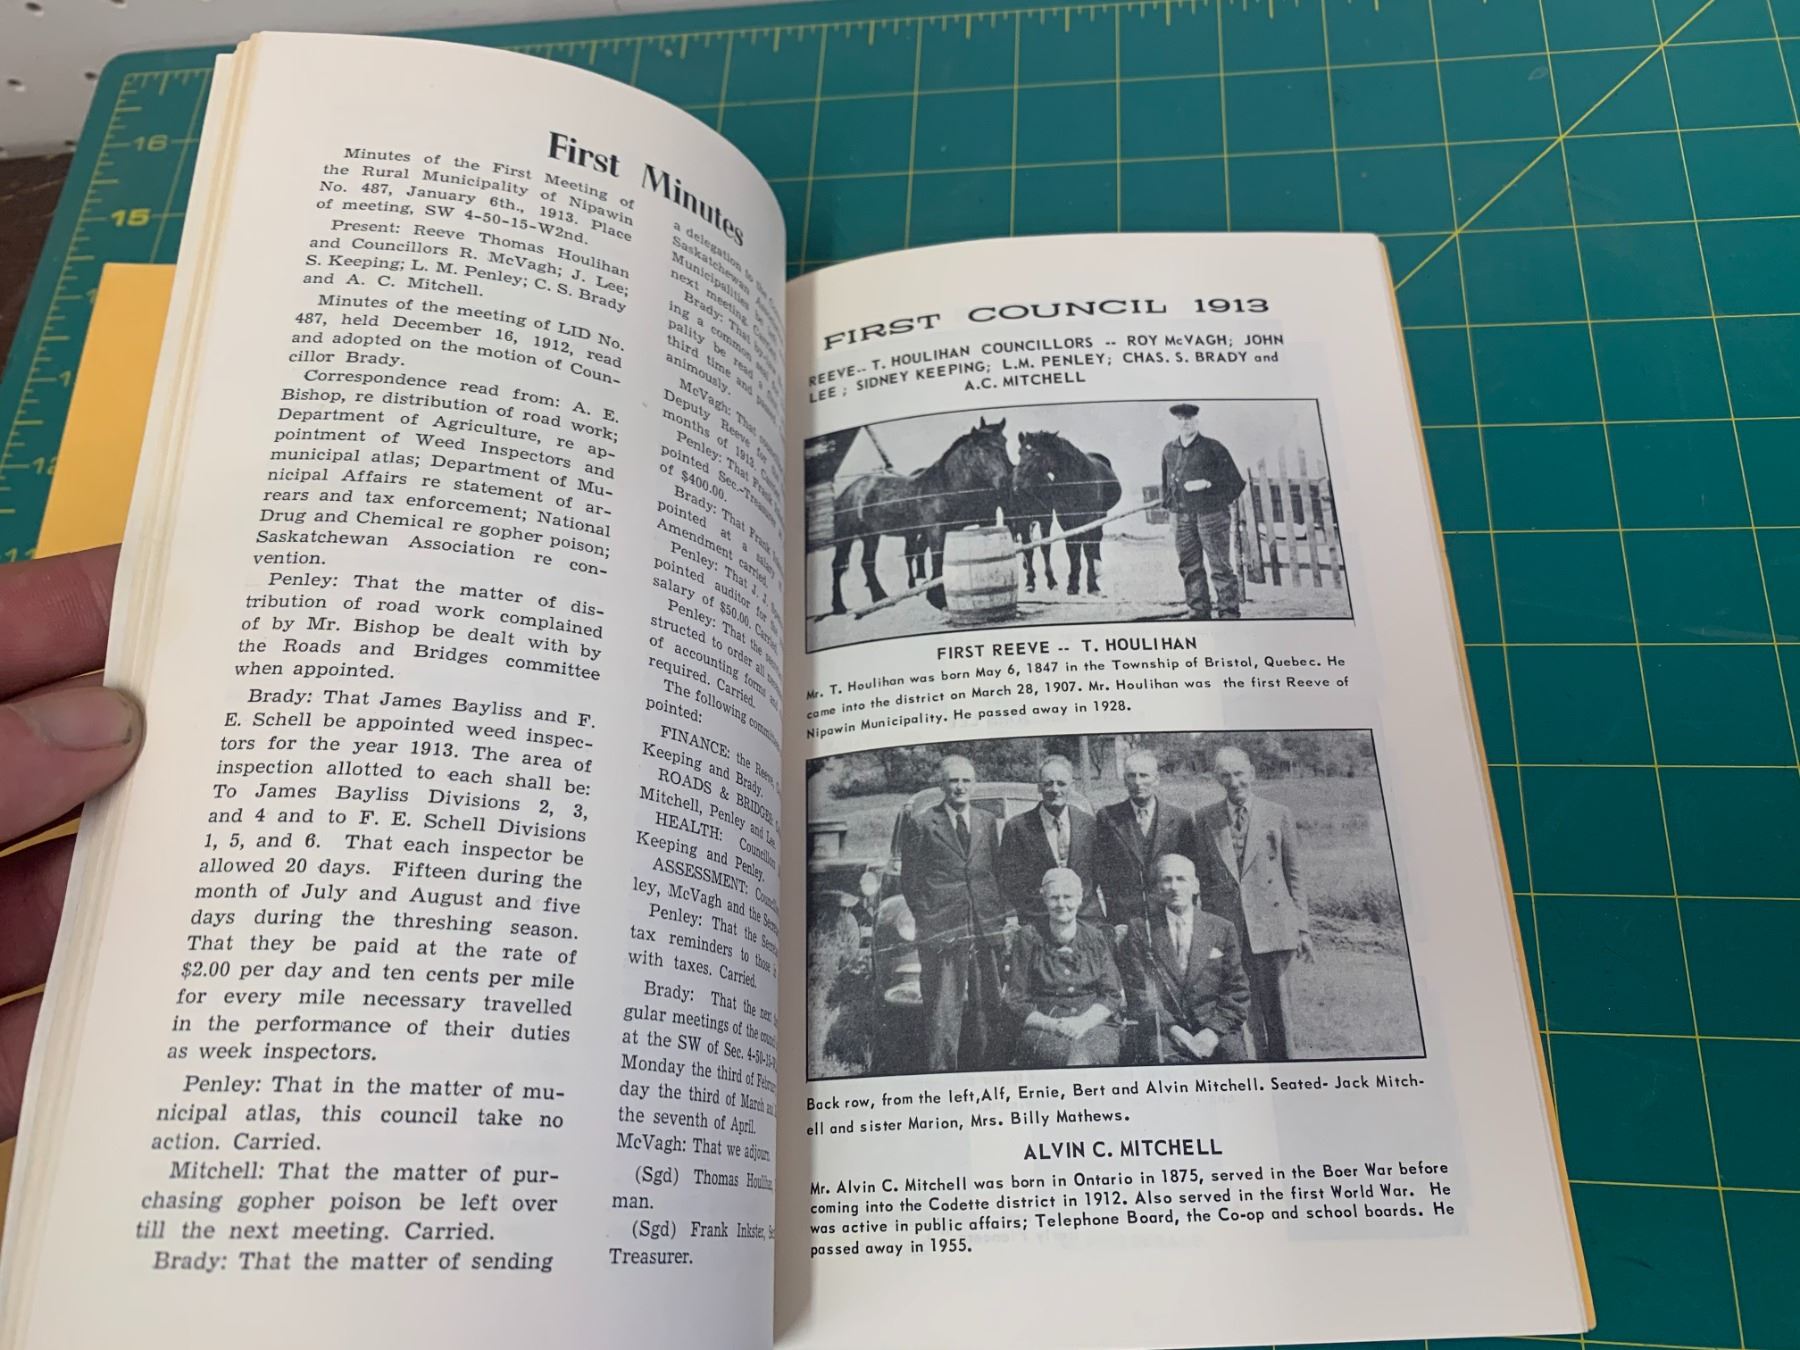 First Minutes
Minutes of the First Meeting of
the Rural Municipality of Nipawin
No. 487, January 6th., 1913. Place
of meeting, SW 4-50-15-W2nd.
Present: Reeve Thomas Houlihan
and Councillors R. McVagh; J. Lee;
S. Keeping; L. M. Penley; C. S. Brady
and A. C. Mitchell.
Minutes of the meeting of LID No.
487, held December 16, 1912, read
and adopted on the motion of Coun-
cillor Brady.
Correspondence read from: A. E.
Bishop, re distribution of road work;
Department of Agriculture, re ap-
pointment of Weed Inspectors and
municipal atlas; Department of Mu-
nicipal Affairs re statement of ar-
rears and tax enforcement; National
Drug and Chemical re gopher poison;
Saskatchewan Association re con-
vention.
Penley: That the matter of dis-
tribution of road work complained
of by Mr. Bishop be dealt with by
the Roads and Bridges committee
when appointed.
Brady: That James Bayliss and F.
E. Schell be appointed weed inspec-
tors for the year 1913. The area of
inspection allotted to each shall be:
To James Bayliss Divisions 2, 3,
and 4 and to F. E. Schell Divisions
1, 5, and 6. That each inspector be
allowed 20 days. Fifteen during the
month of July and August and five
days during the threshing season.
That they be paid at the rate of
$2.00 per day and ten cents per mile
for every mile necessary travelled
in the performance of their duties
as week inspectors.
Penley: That in the matter of mu-
nicipal atlas, this council take no
action. Carried.
Mitchell: That the matter of pur-
chasing gopher poison be left over
till the next meeting. Carried.
Brady: That the matter of sending
a delegation to the
Saskatchewan
Municipalities be
next meeting.
Brady: That by-law
ing a common seal
pality be read a
third time and passed
animously.
McVagh: That
Deputy Reeve for
months of 1913.
Penley: That Frank
pointed Sec.-Treasurer
of $400.00.
Brady: That Frank
pointed at a salary
Amendment carried.
Penley: That J. J.
pointed auditor for the
salary of $50.00.
Penley: That the
structed to order all
of accounting forms and
required. Carried.
The following committees
pointed:
FINANCE: the Reeve,
Keeping and Brady.
ROADS & BRIDGES:
Mitchell, Penley and Lee.
HEALTH: Councillors
Keeping and Penley.
ASSESSMENT:
ley, McVagh and the
Penley: That the
tax reminders to those in
with taxes. Carried.
Brady: That the next
gular meetings of the council
at the SW of Sec. 4-50-15
Monday the third of
day the third of March and
the seventh of April.
McVagh: That we adjourn.
(Sgd) Thomas Houlihan,
man.
(Sgd) Frank Inkster,
Treasurer.
FIRST COUNCIL 1913
REEVE-- T. HOULIHAN COUNCILLORS -- ROY McVAGH; JOHN
LEE ; SIDNEY KEEPING; L.M. PENLEY; CHAS. S. BRADY and
A.C. MITCHELL
FIRST REEVE -- T. HOULIHAN
Mr. T. Houlihan was born May 6, 1847 in the Township of Bristol, Quebec. He
came into the district on March 28, 1907. Mr. Houlihan was the first Reeve of
Nipawin Municipality. He passed away in 1928.
Back row, from the left,Alf, Ernie, Bert and Alvin Mitchell. Seated- Jack Mitch-
ell and sister Marion, Mrs. Billy Mathews.
ALVIN C. MITCHELL
Mr. Alvin C. Mitchell was born in Ontario in 1875, served in the Boer War before
coming into the Codette district in 1912. Also served in the first World War. He
was active in public affairs; Telephone Board, the Co-op and school boards. He
passed away in 1955.
16
15